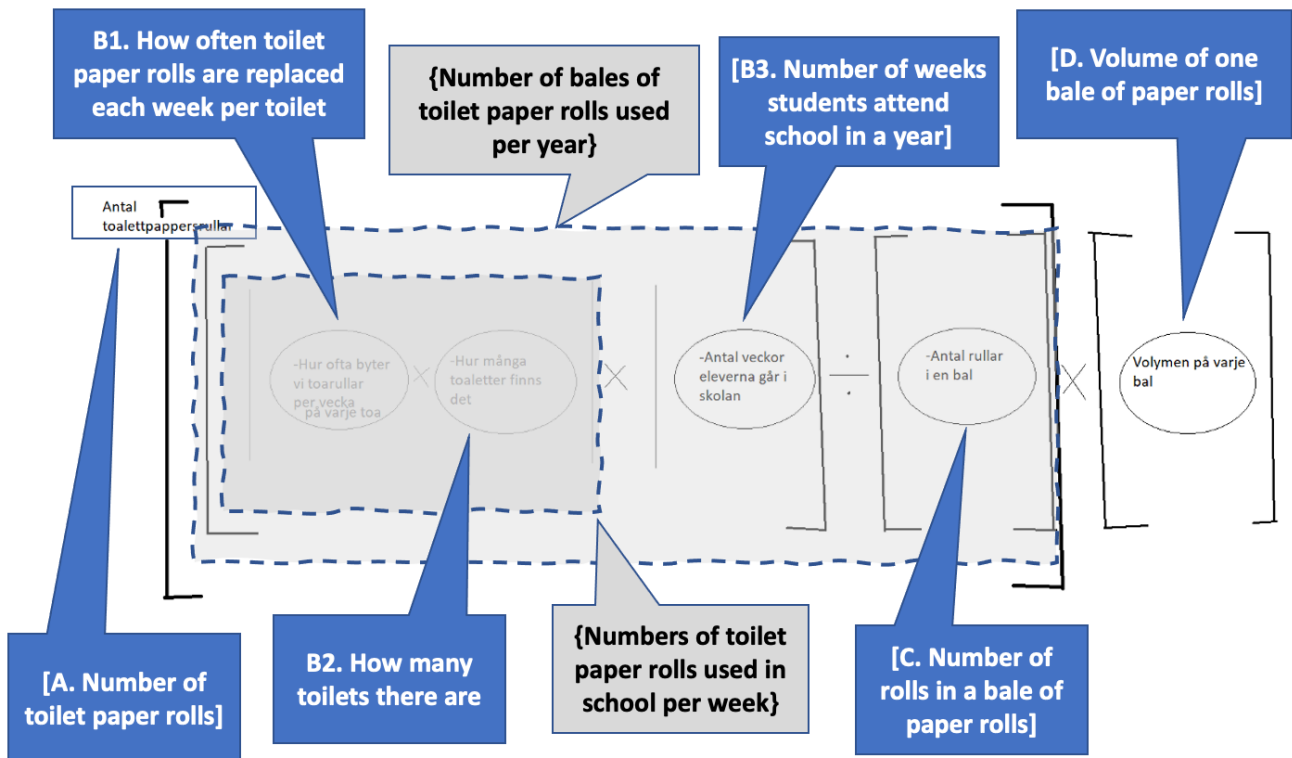 B1. How often toilet
paper rolls are replaced
each week per toilet
{Number of bales of
toilet paper rolls used
per year}
[B3. Number of weeks
students attend
school in a year]
[D. Volume of one
bale of paper rolls]
Antal
toalettpappersrullar
-Hur ofta byter
vi toarullar
per vecka
på varje toa
×
-Hur många
toaletter finns
det
×
-Antal veckor
eleverna går i
skolan
÷
-Antal rullar
i en bal
×
Volymen på varje
bal
[A. Number of
toilet paper rolls]
B2. How many
toilets there are
{Numbers of toilet
paper rolls used in
school per week}
[C. Number of
rolls in a bale of
paper rolls]